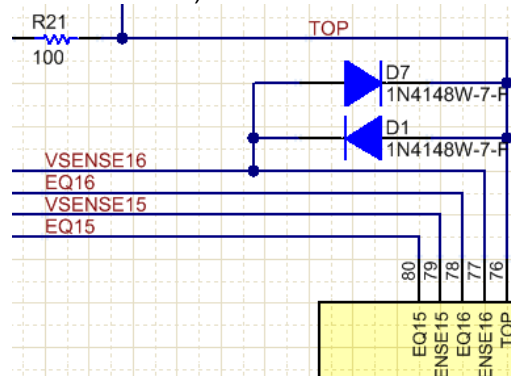 R21
100
TOP
D7
1N4148W-7-F
D1
1N4148W-7-F
VSENSE16
EQ16
VSENSE15
EQ15
80
79
78
77
76
EQ15
ENSE15
EQ16
ENSE16
TOP